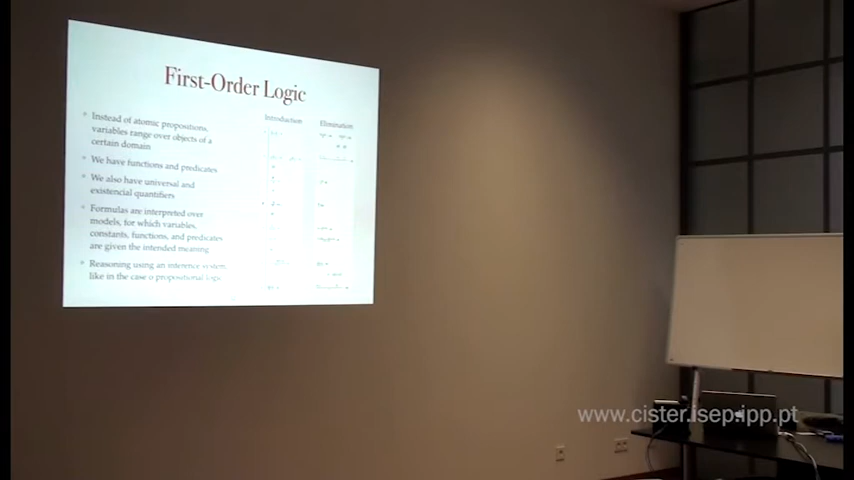 First-Order Logic
Instead of atomic propositions,
variables range over objects of a
certain domain
We have functions and predicates
We also have universal and
existencial quantifiers
Formulas are interpreted over
models, for which variables,
constants, functions, and predicates
are given the intended meaning
Reasoning using an inference system,
like in the case o propositional logic
Introduction
Elimination
www.cister.isep.ipp.pt